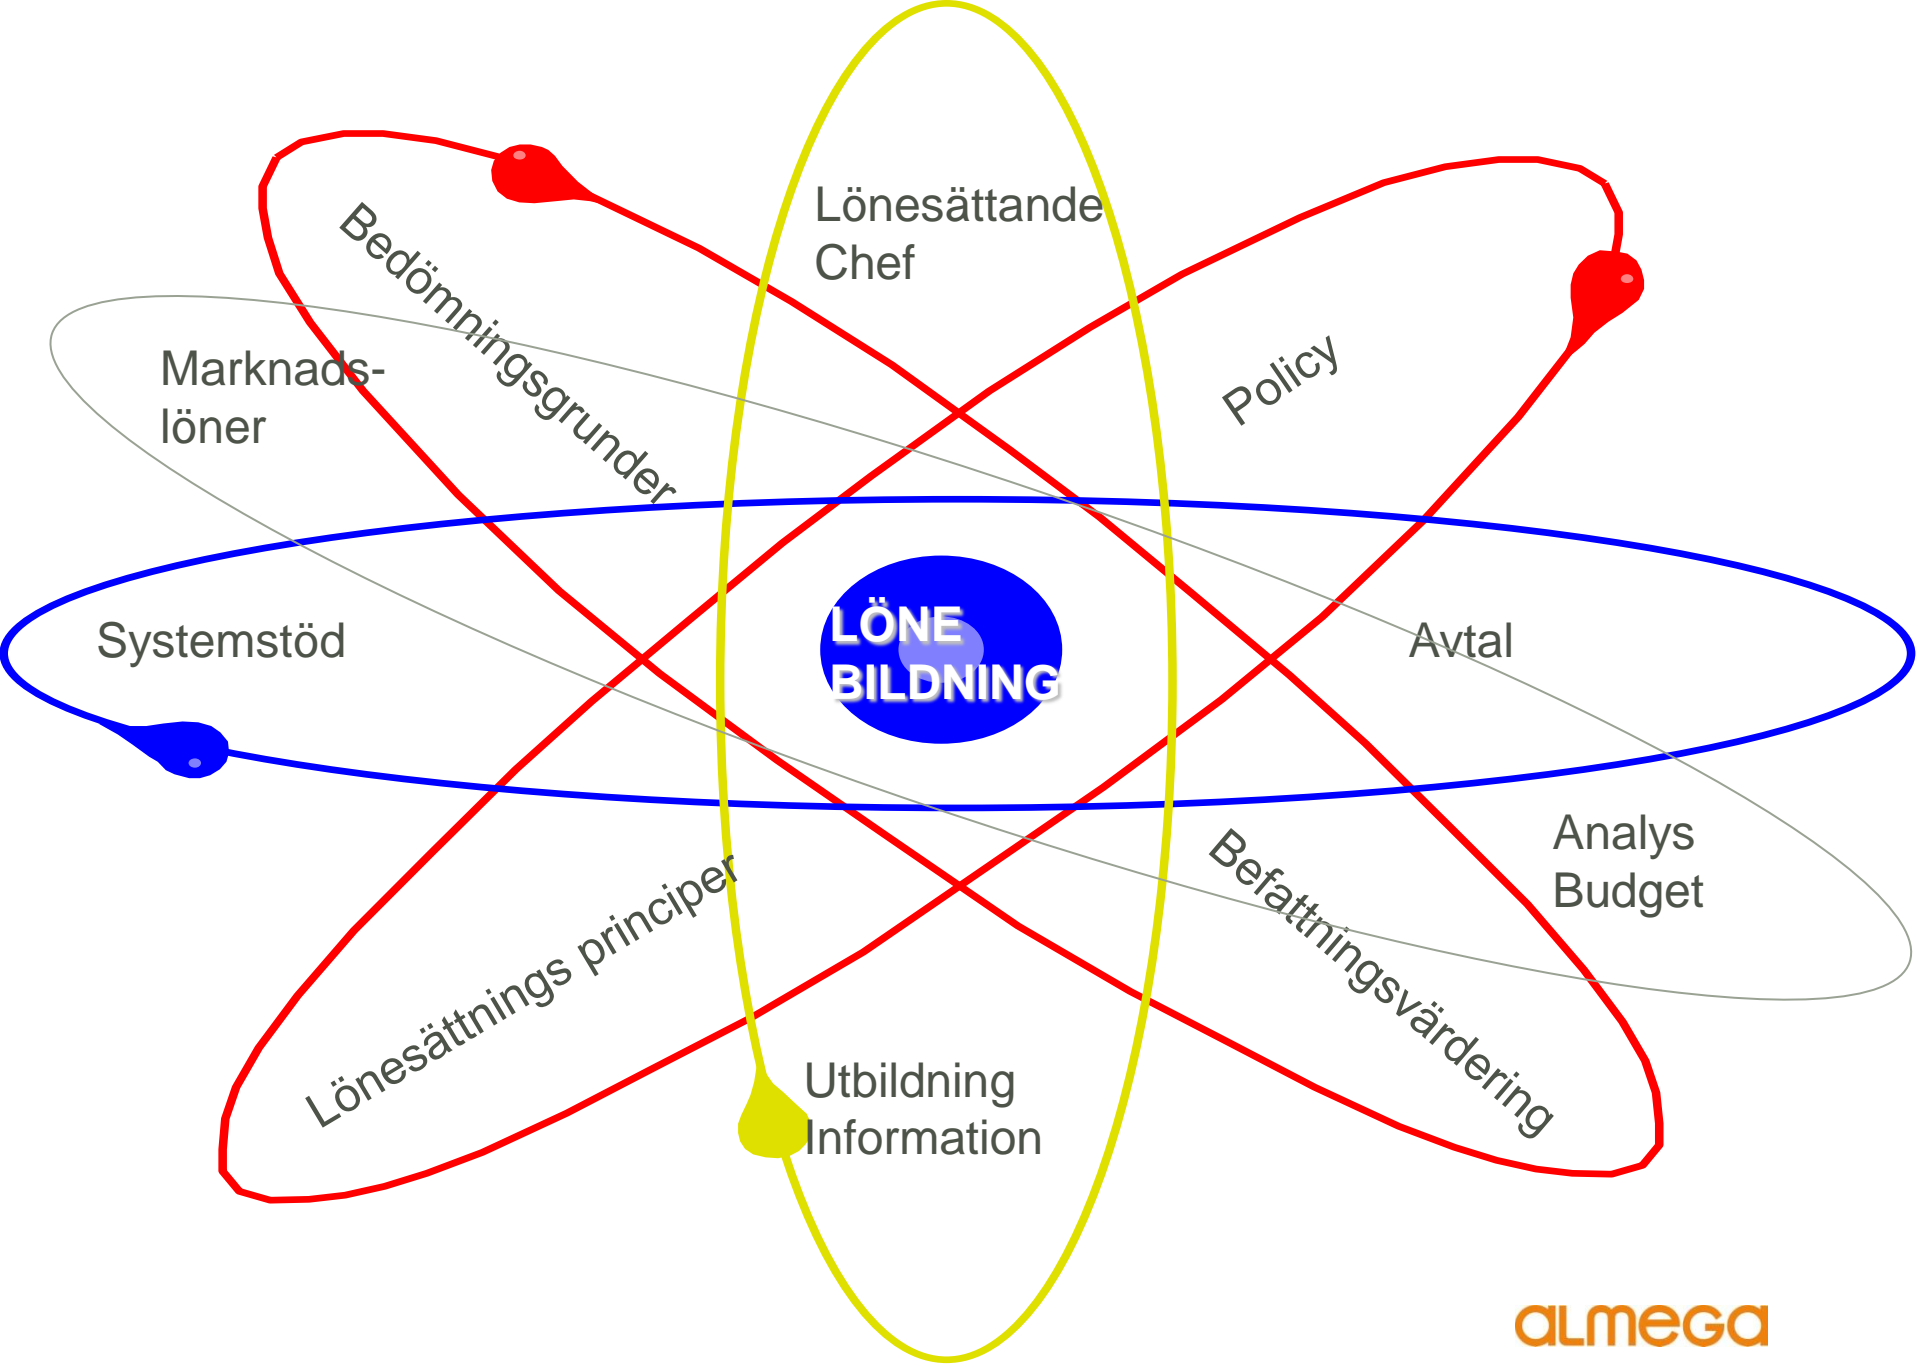 Lönesättande
Chef
Bedömningsgrunder
Policy
Marknads-
löner
Systemstöd
LÖNE
BILDNING
Avtal
Analys
Budget
Befattningsvärdering
Lönesättnings principer
Utbildning
Information
almega